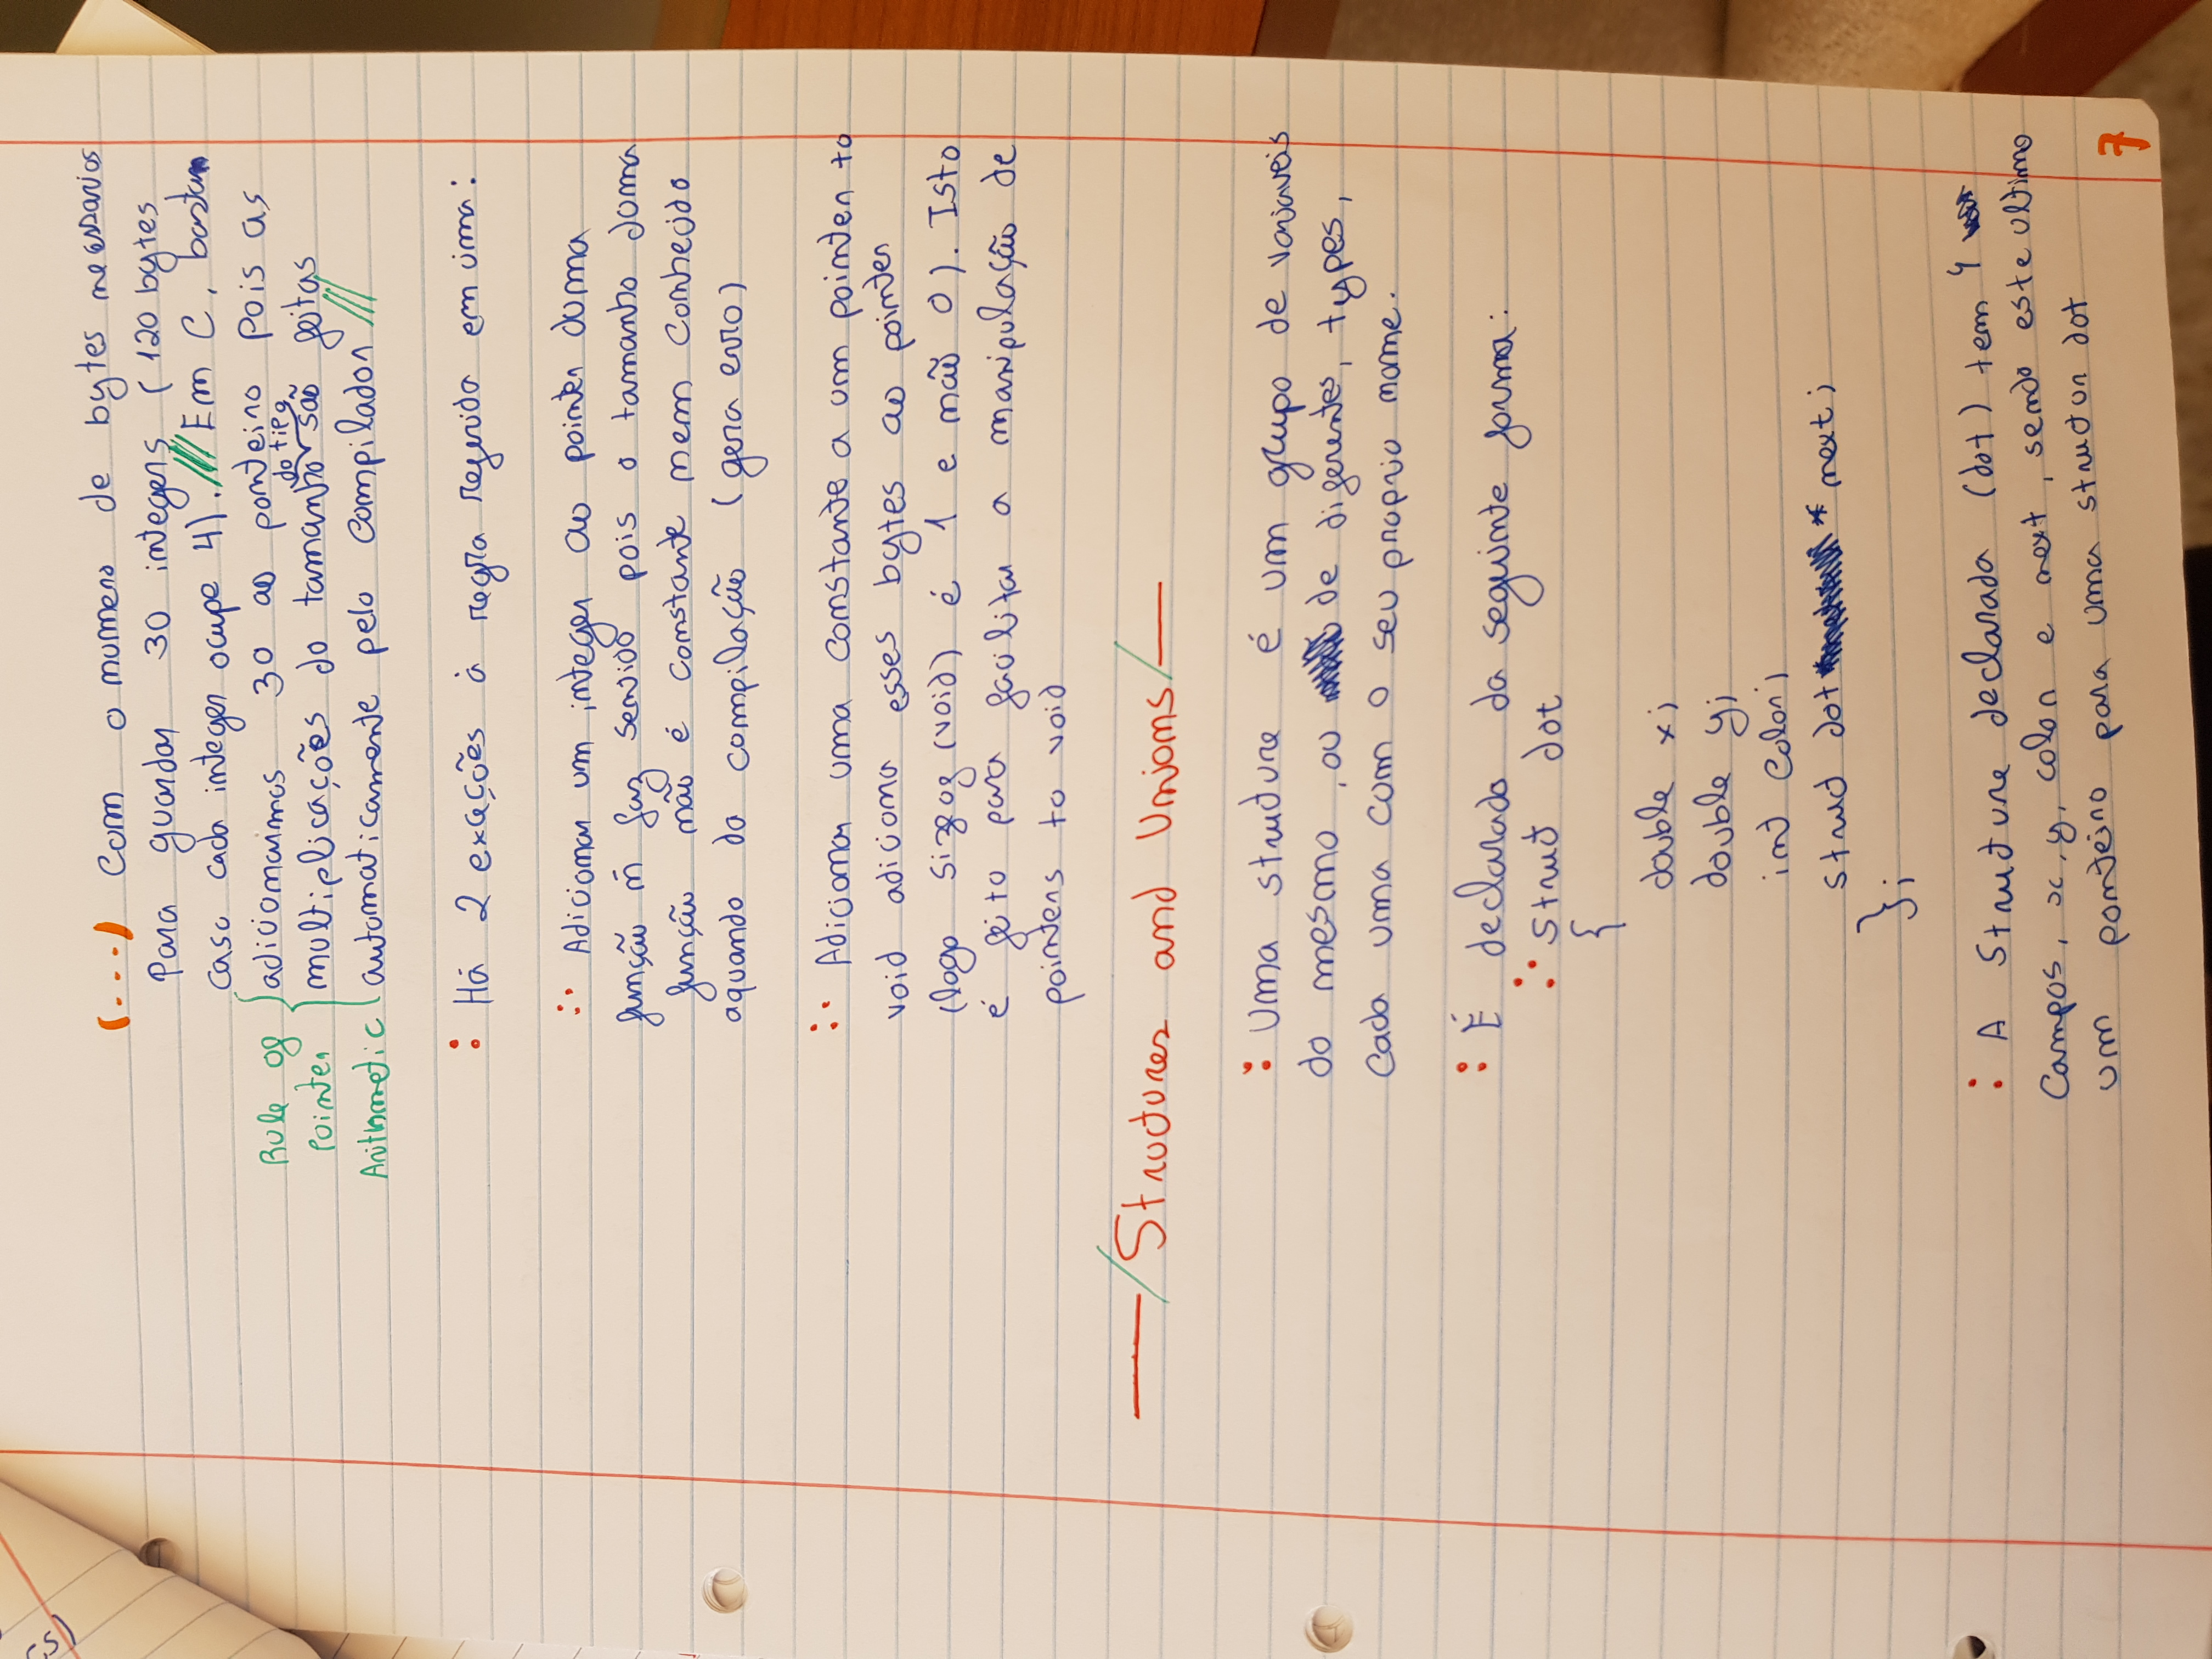 (...) Com o mumero de bytes necessarios
para guardar 30 integers (120 bytes
caso cada integer ocupe 4). /// Em C, basta
adicionarmos 30 ao ponteiro pois as
do tipo
multiplicações do tamanho são feitas
automaticamente pelo compilador ///
Rule of
Pointer
Arithmetic
: Há 2 exceções à regra referida em cima:
∴ Adicionar um integer ao pointer duma
função ñ faz sentido pois o tamanho duma
função não é constante nem conhecido
aquando da compilação (gera erro)
∴ Adicionar uma constante a um pointer to
void adiciona esses bytes ao pointer
(logo sizeof (void) é 1 e não 0). Isto
é feito para facilitar a manipulação de
pointers to void
—/Structures and Unions/—
: Uma structure é um grupo de variaveis
do mesmo, ou de diferentes, types,
cada uma com o seu proprio nome.
: É declarado da seguinte forma:
∴ struct dot
{
double x;
double y;
int color;
struct dot * next;
};
: A structure declarada (dot) tem 4
campos, x, y, color e next, sendo este ultimo
um ponteiro para uma structur dot
7